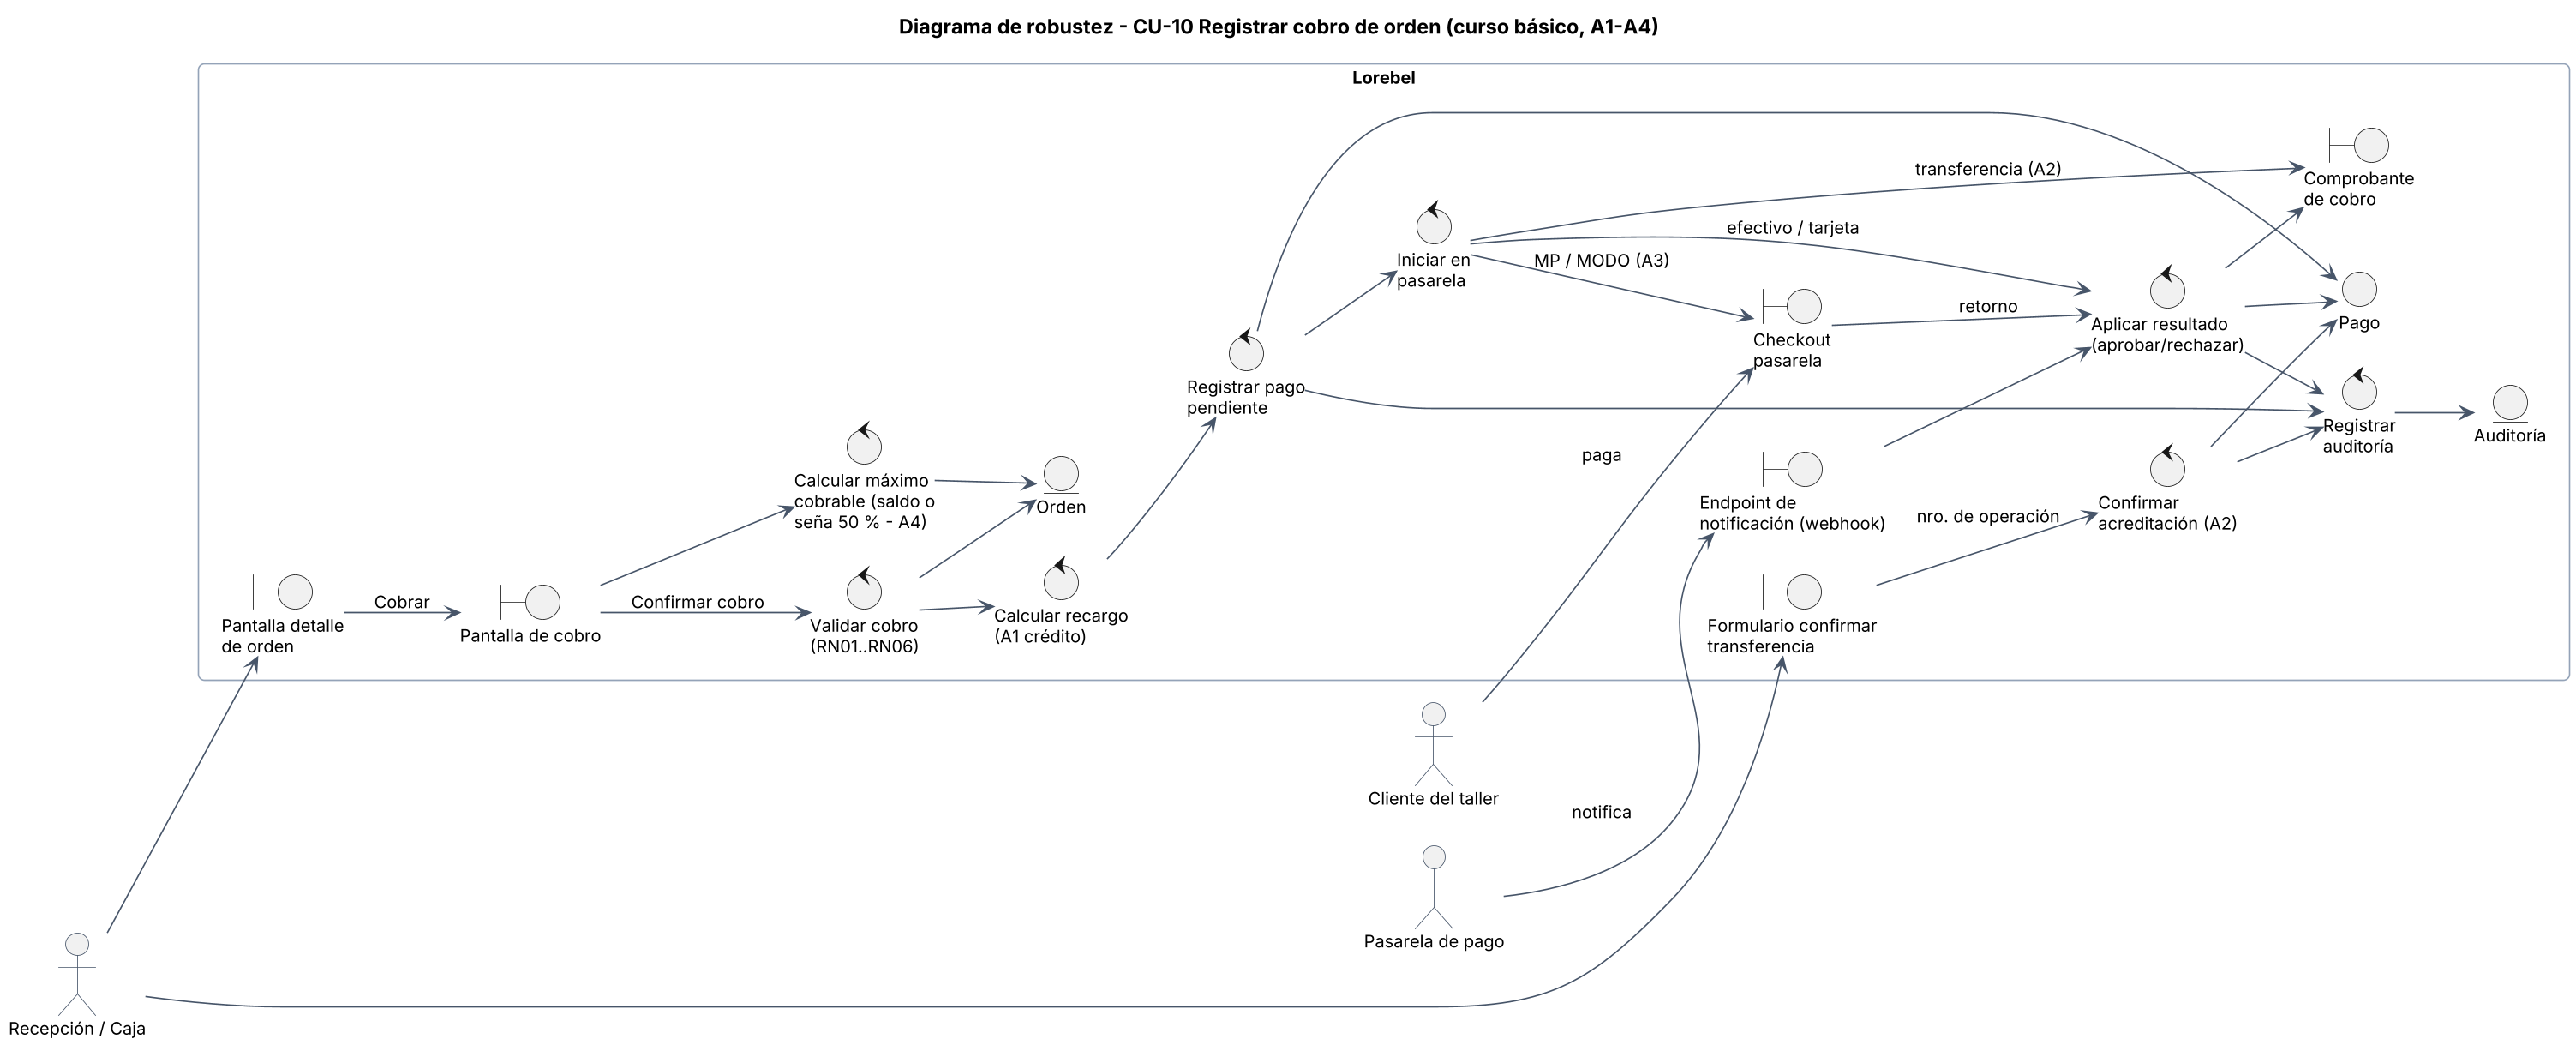 Diagrama de robustez - CU-10 Registrar cobro de orden (curso básico, A1-A4)
Lorebel
Comprobante
de cobro
transferencia (A2)
efectivo / tarjeta
Iniciar en
pasarela
MP / MODO (A3)
retorno
Aplicar resultado
(aprobar/rechazar)
Pago
Checkout
pasarela
Registrar pago
pendiente
Registrar
auditoría
Auditoría
paga
Calcular máximo
cobrable (saldo o
seña 50 % - A4)
Orden
Endpoint de
notificación (webhook)
nro. de operación
Confirmar
acreditación (A2)
Pantalla detalle
de orden
Cobrar
Pantalla de cobro
Confirmar cobro
Validar cobro
(RN01..RN06)
Calcular recargo
(A1 crédito)
Formulario confirmar
transferencia
Cliente del taller
notifica
Pasarela de pago
Recepción / Caja